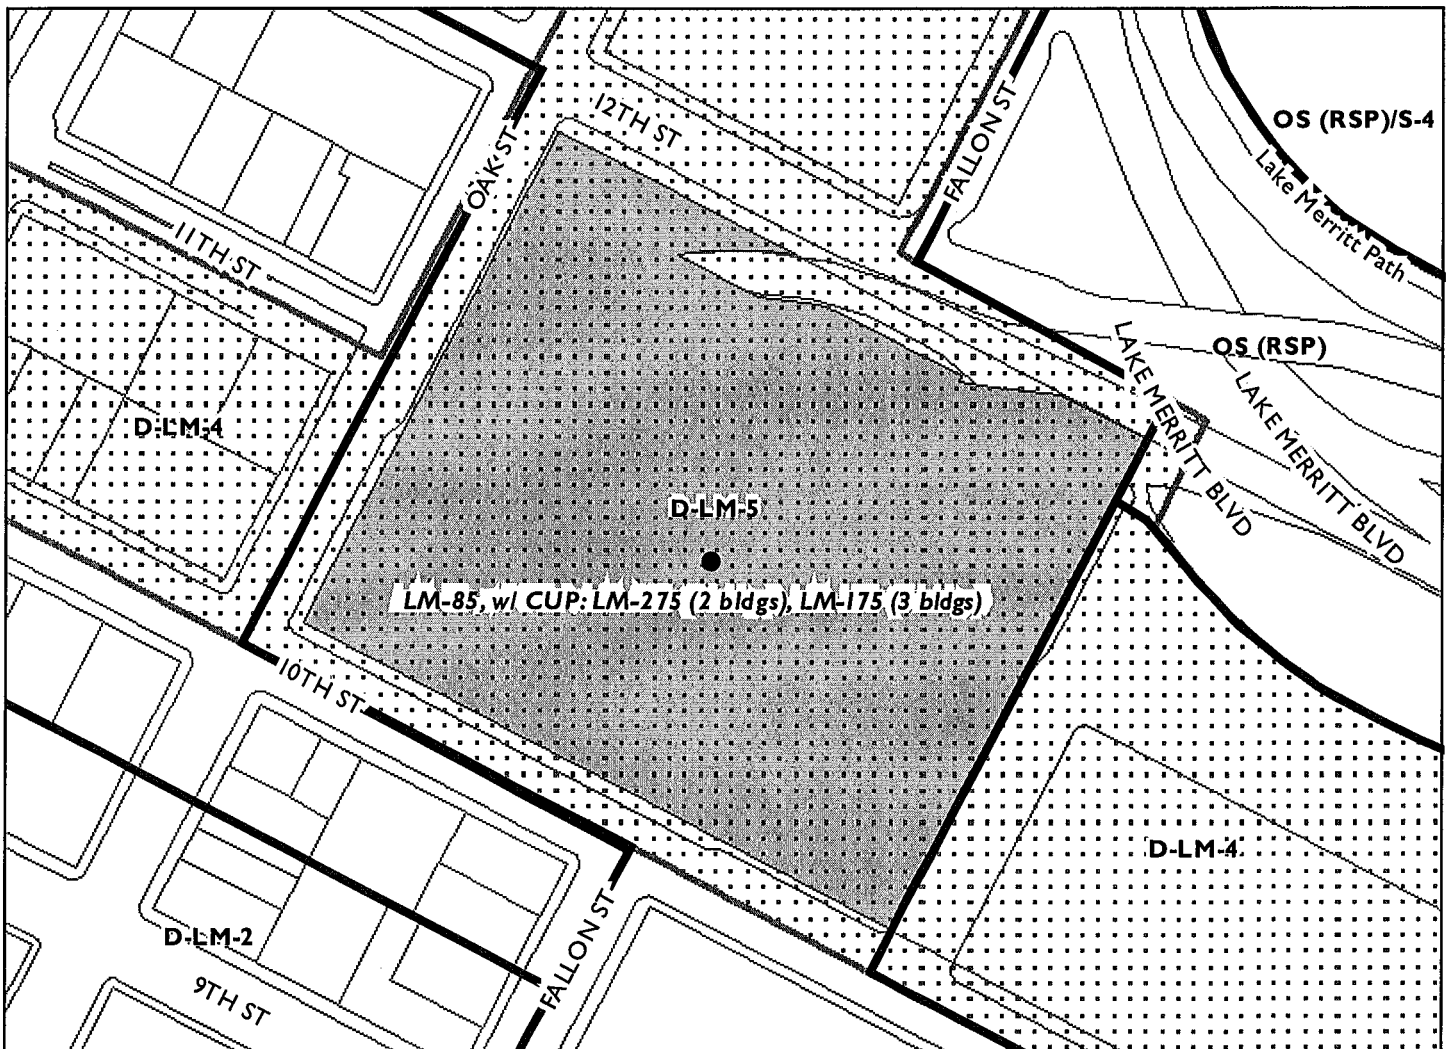 12TH ST
FALLON ST
OS (RSP)/S-4
Lake Merritt Path
OAK ST
11TH ST
OS (RSP)
LAKE MERRITT BLVD
LAKE MERRITT BLVD
D-LM-4
D-LM-5
LM-85, w/ CUP: LM-275 (2 bldgs), LM-175 (3 bldgs)
10TH ST
D-LM-4
D-LM-2
FALLON ST
9TH ST